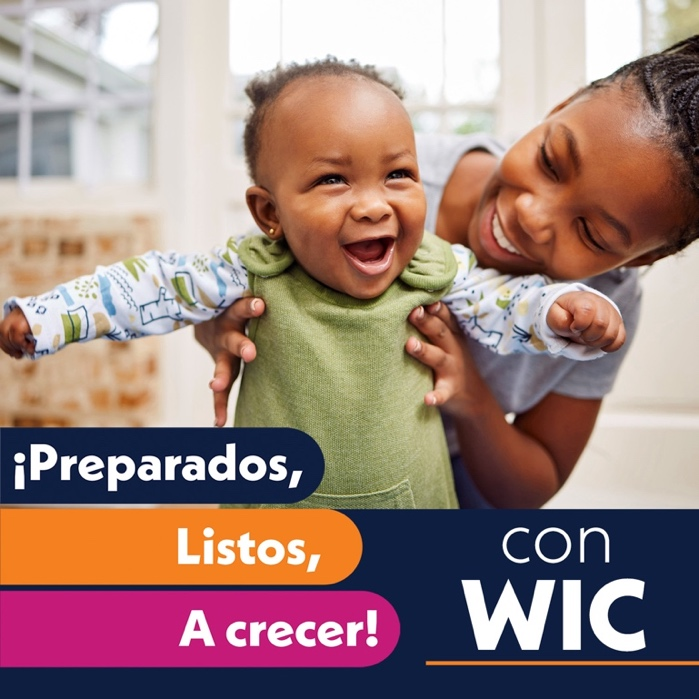 ¡Preparados,
Listos,
A crecer!
con
WIC